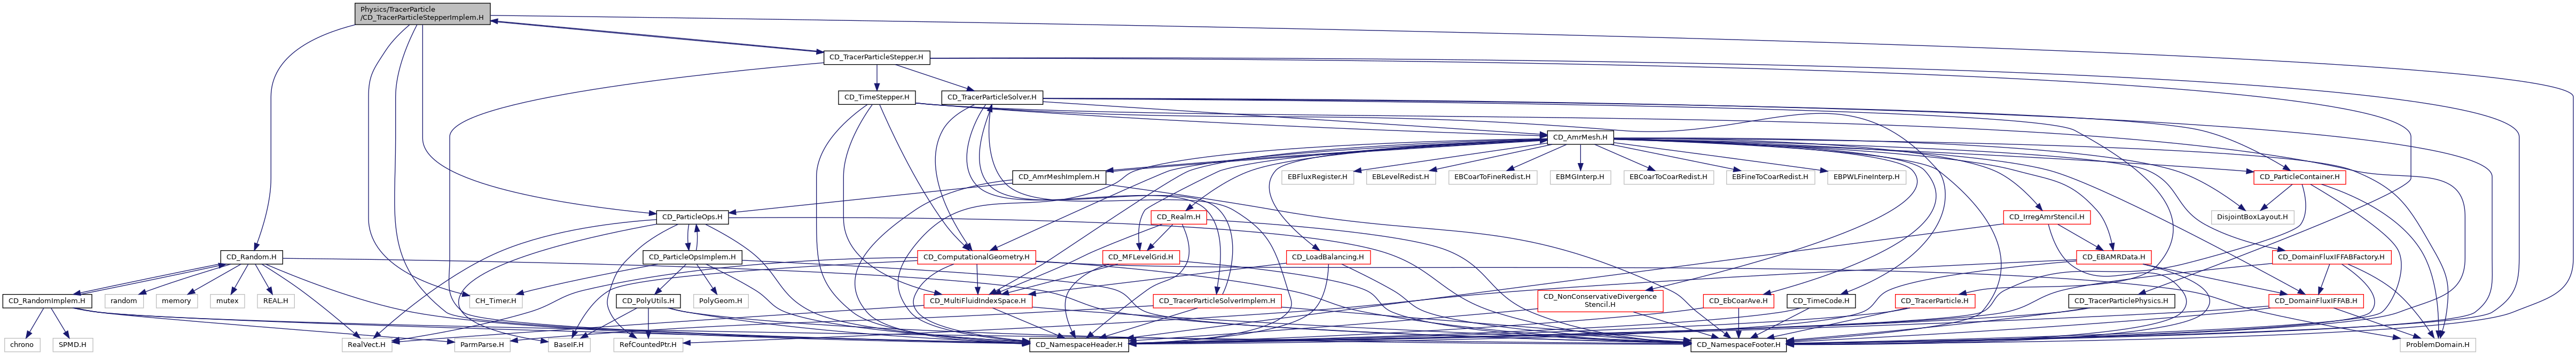 Physics/TracerParticle
/CD_TracerParticleStepperImplem.H
CD_TracerParticleStepper.H
CD_TimeStepper.H
CD_TracerParticleSolver.H
CD_AmrMesh.H
CD_AmrMeshImplem.H
EBFluxRegister.H
EBLevelRedist.H
EBCoarToFineRedist.H
EBMGInterp.H
EBCoarToCoarRedist.H
EBFineToCoarRedist.H
EBPWLFineInterp.H
CD_ParticleContainer.H
CD_ParticleOps.H
CD_Realm.H
CD_IrregAmrStencil.H
DisjointBoxLayout.H
CD_Random.H
CD_ParticleOpsImplem.H
CD_ComputationalGeometry.H
CD_MFLevelGrid.H
CD_LoadBalancing.H
CD_EBAMRData.H
CD_DomainFluxIFFABFactory.H
CD_RandomImplem.H
random
memory
mutex
REAL.H
CH_Timer.H
CD_PolyUtils.H
PolyGeom.H
CD_MultiFluidIndexSpace.H
CD_TracerParticleSolverImplem.H
CD_NonConservativeDivergence
Stencil.H
CD_EbCoarAve.H
CD_TimeCode.H
CD_TracerParticle.H
CD_TracerParticlePhysics.H
CD_DomainFluxIFFAB.H
chrono
SPMD.H
RealVect.H
ParmParse.H
BaseIF.H
RefCountedPtr.H
CD_NamespaceHeader.H
CD_NamespaceFooter.H
ProblemDomain.H